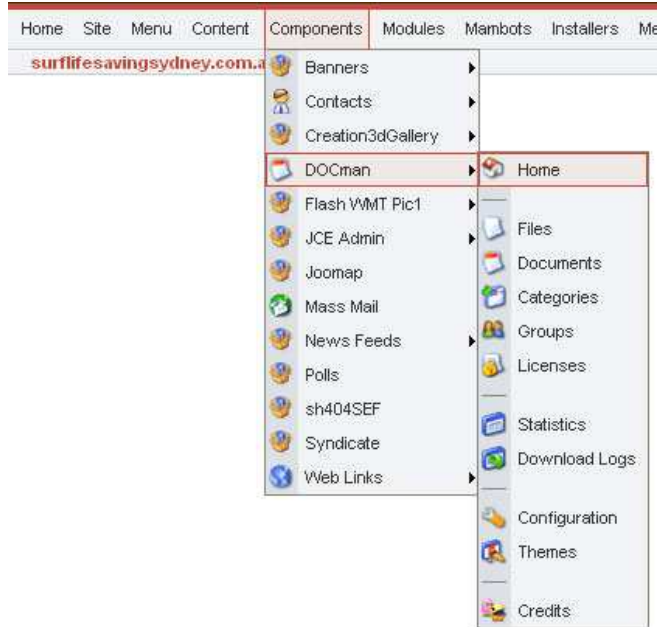 Home Site Menu Content Components Modules Mambots Installers
surflifesavingsydney.com.a
Banners
Contacts
Creation3dGallery
DOCman
Flash WMT Pic1
JCE Admin
Joomap
Mass Mail
News Feeds
Polls
sh404SEF
Syndicate
Web Links
Home
Files
Documents
Categories
Groups
Licenses
Statistics
Download Logs
Configuration
Themes
Credits